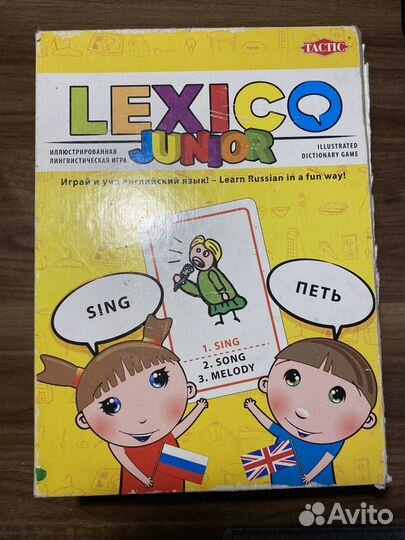 TACTIC
LEXICO
JUNIOR
ИЛЛЮСТРИРОВАННАЯ
ЛИНГВИСТИЧЕСКАЯ ИГРА
ILLUSTRATED
DICTIONARY GAME
Играй и учи английский язык! – Learn Russian in a fun way!
SING
ПЕТЬ
1. SING
2. SONG
3. MELODY
Avito